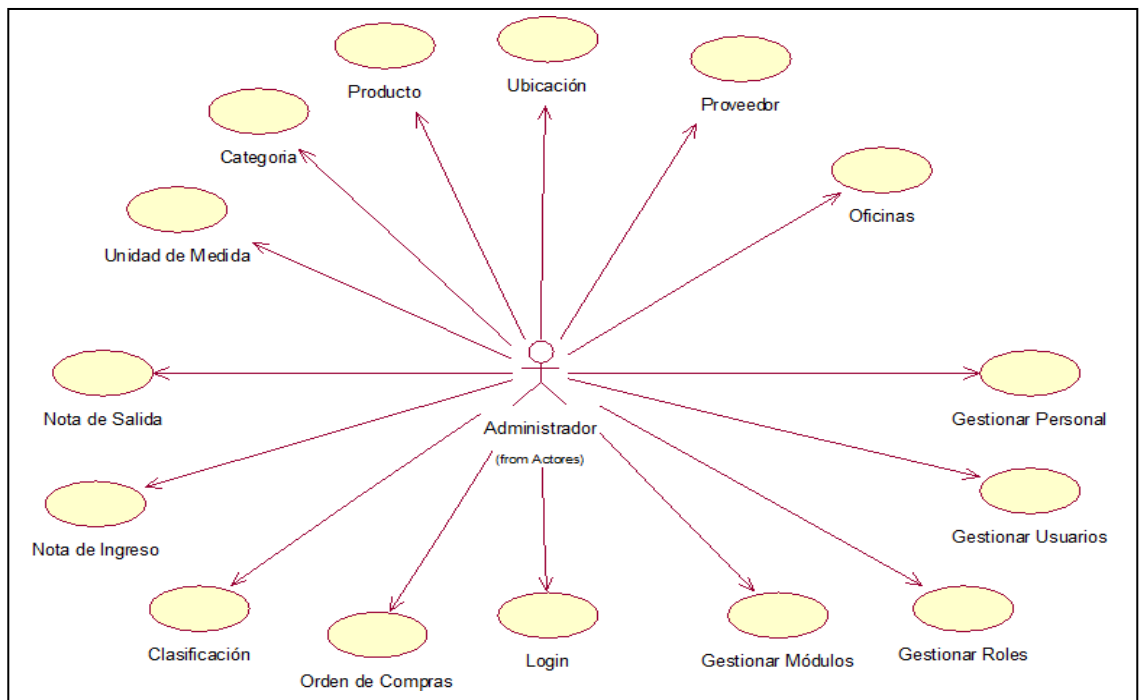 Ubicación
Producto
Proveedor
Categoria
Oficinas
Unidad de Medida
Nota de Salida
Gestionar Personal
Administrador
(from Actores)
Nota de Ingreso
Gestionar Usuarios
Clasificación
Orden de Compras
Login
Gestionar Módulos
Gestionar Roles